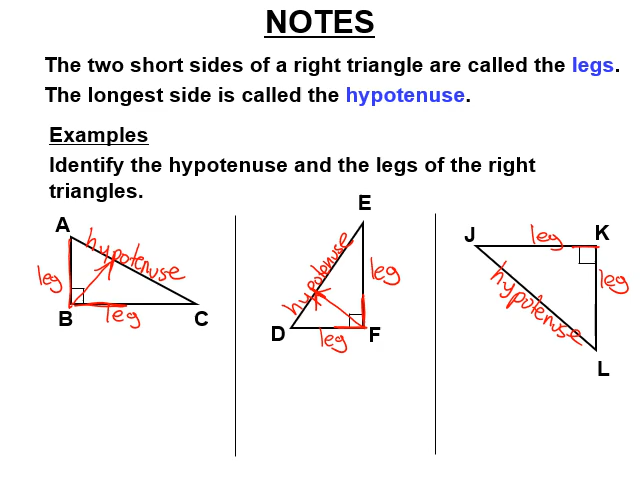 NOTES
The two short sides of a right triangle are called the legs.
The longest side is called the hypotenuse.
Examples
Identify the hypotenuse and the legs of the right
triangles.
A
hypotenuse
leg
B
leg
C
E
hypotenuse
leg
D
leg
F
J
leg
K
hypotenuse
leg
L